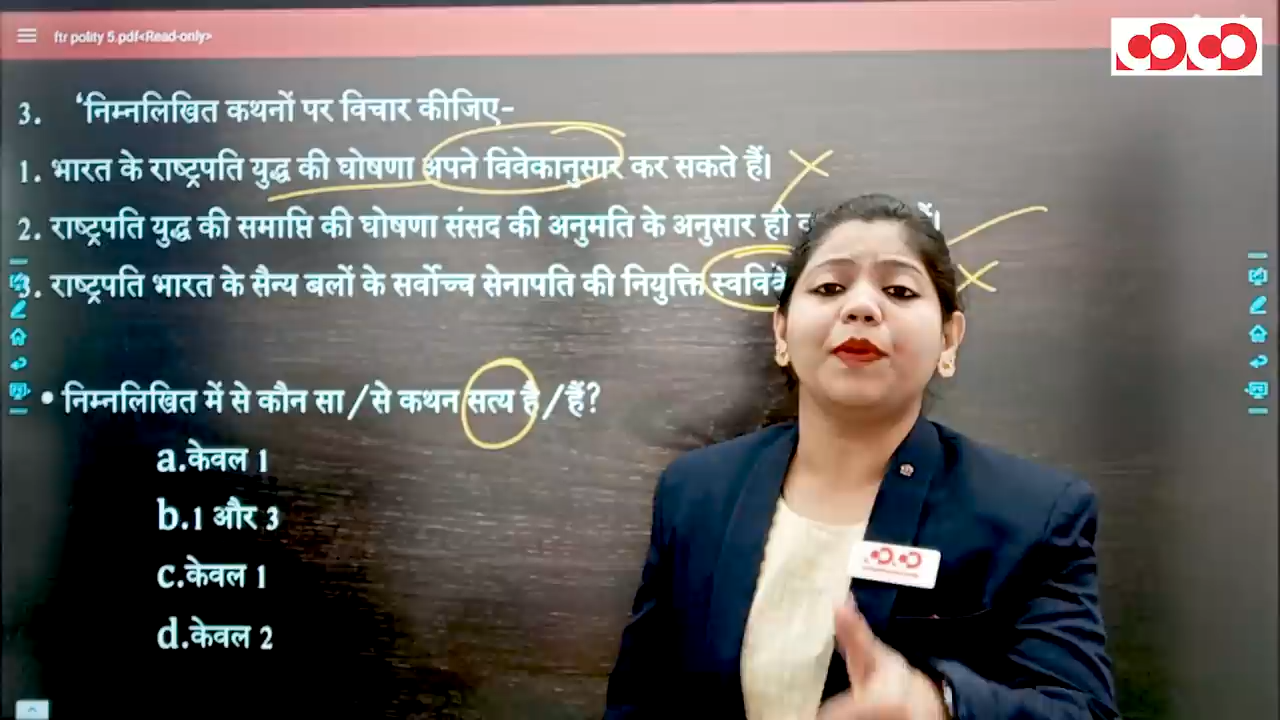 ftr polity 5.pdf<Read-only>
3. ‘निम्नलिखित कथनों पर विचार कीजिए-
1. भारत के राष्ट्रपति युद्ध की घोषणा अपने विवेकानुसार कर सकते हैं।
2. राष्ट्रपति युद्ध की समाप्ति की घोषणा संसद की अनुमति के अनुसार ही
3. राष्ट्रपति भारत के सैन्य बलों के सर्वोच्च सेनापति की नियुक्ति
• निम्नलिखित में से कौन सा/से कथन सत्य है/हैं?
a.केवल 1
b.1 और 3
c.केवल 1
d.केवल 2